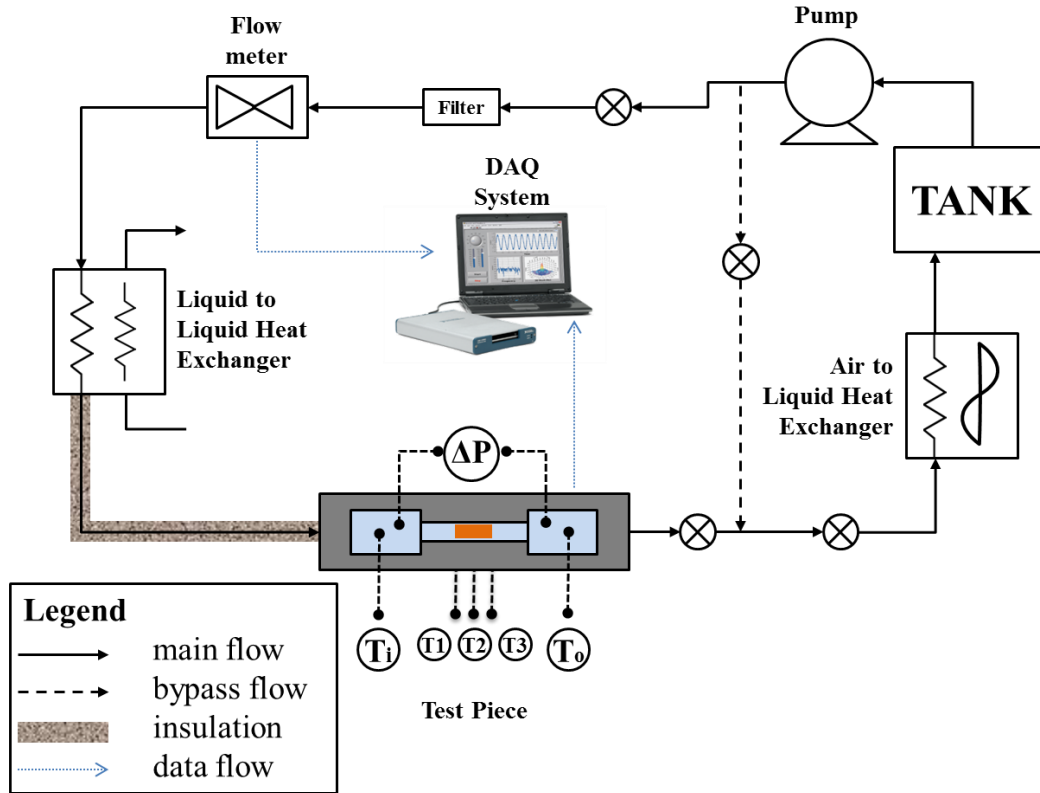 Flow
meter
Pump
Filter
DAQ
System
TANK
Liquid to
Liquid Heat
Exchanger
Air to
Liquid Heat
Exchanger
ΔP
Ti
T1
T2
T3
To
Test Piece
Legend
main flow
bypass flow
insulation
data flow